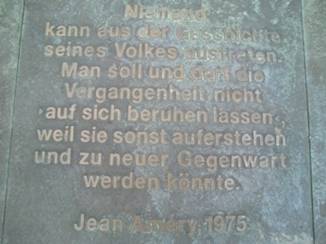 Niemand
kann aus der Geschichte
seines Volkes austreten.
Man soll und darf die
Vergangenheit nicht
auf sich beruhen lassen,
weil sie sonst auferstehen
und zu neuer Gegenwart
werden könnte.
Jean Améry, 1975